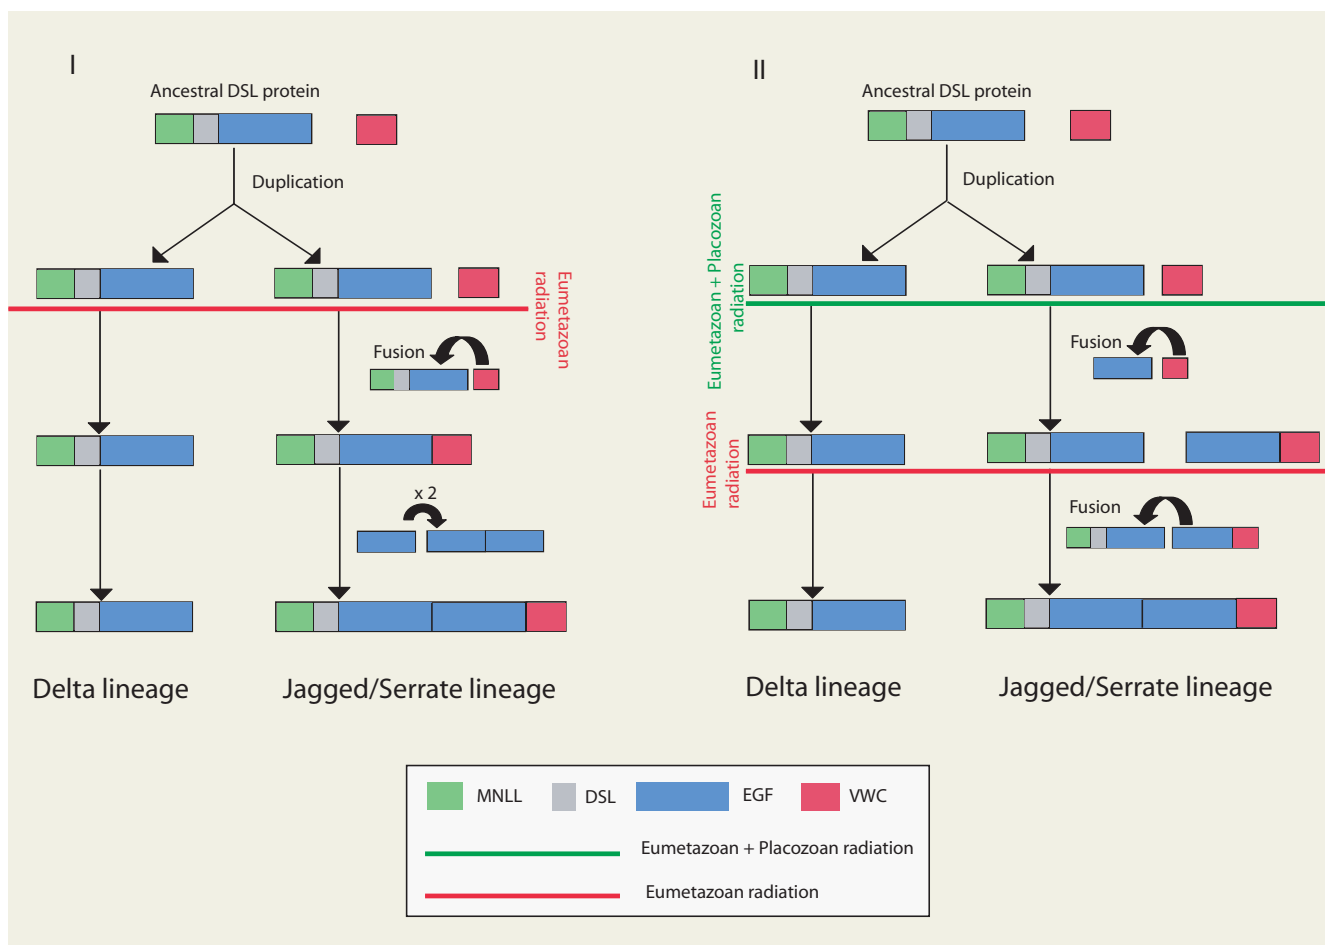 I
Ancestral DSL protein
Duplication
Eumetazoan
radiation
Fusion
x 2
Delta lineage
Jagged/Serrate lineage
II
Ancestral DSL protein
Duplication
Eumetazoan + Placozoan
radiation
Fusion
Eumetazoan
radiation
Fusion
Delta lineage
Jagged/Serrate lineage
MNLL
DSL
EGF
VWC
Eumetazoan + Placozoan radiation
Eumetazoan radiation